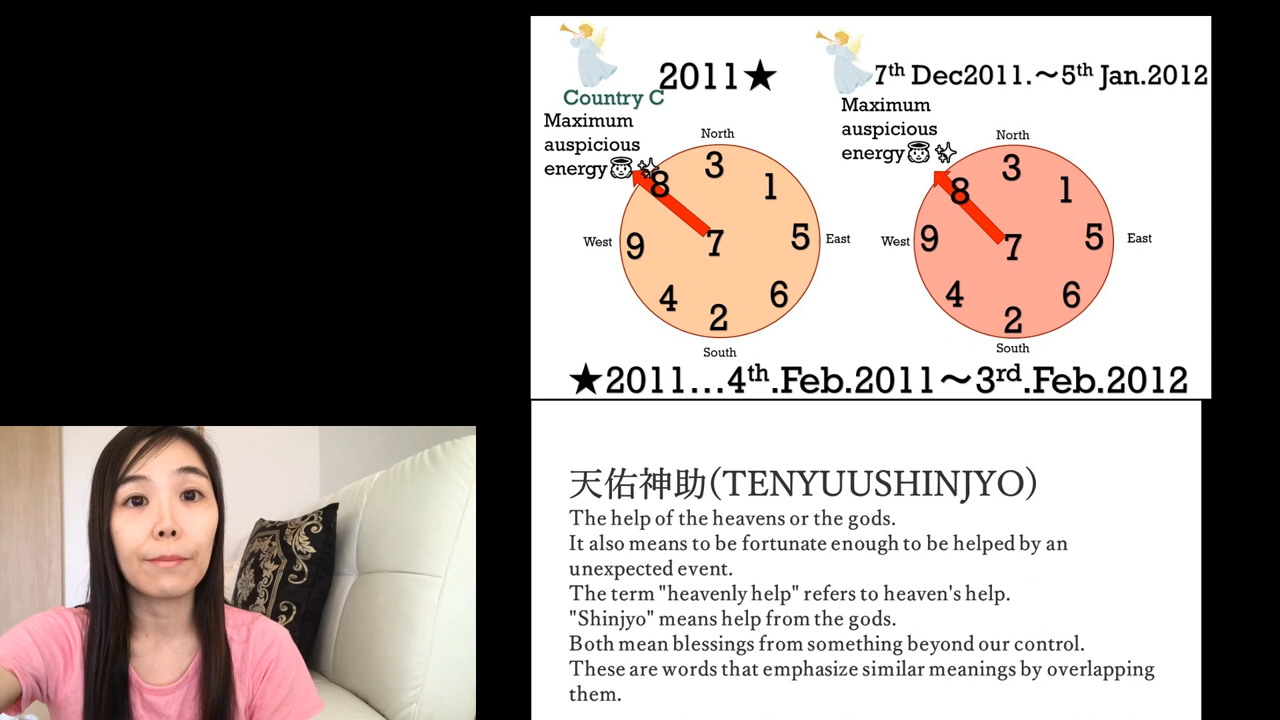 2011★
Country C
Maximum
auspicious
energy😇✨
North
3
8
1
West
9
7
5
East
4
6
2
South
7th Dec2011.～5th Jan.2012
Maximum
auspicious
energy😇✨
North
3
8
1
West
9
7
5
East
4
6
2
South
★2011...4th.Feb.2011～3rd.Feb.2012
天佑神助(TENYUUSHINJYO)
The help of the heavens or the gods.
It also means to be fortunate enough to be helped by an
unexpected event.
The term "heavenly help" refers to heaven's help.
"Shinjyo" means help from the gods.
Both mean blessings from something beyond our control.
These are words that emphasize similar meanings by overlapping
them.